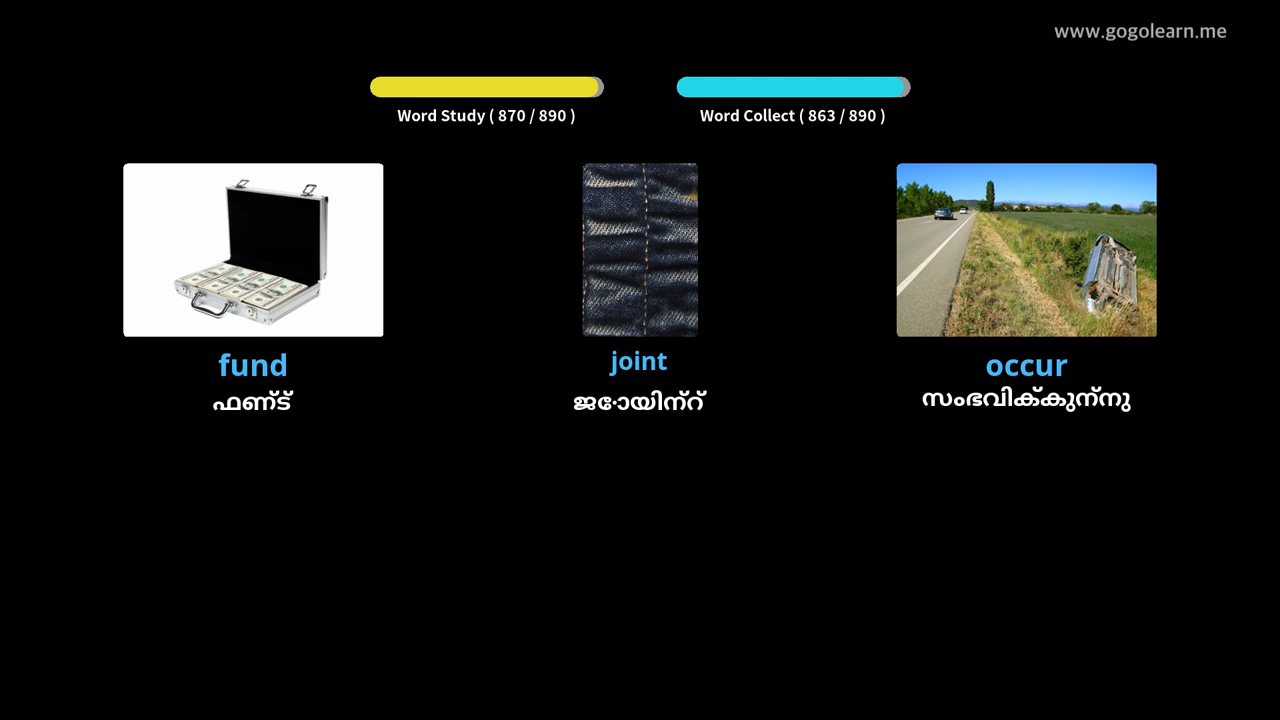 www.gogolearn.me
Word Study ( 870 / 890 )
Word Collect ( 863 / 890 )
fund
joint
occur
ഫണ്ട്
ജോയിന്റ്
സംഭവിക്കുന്നു